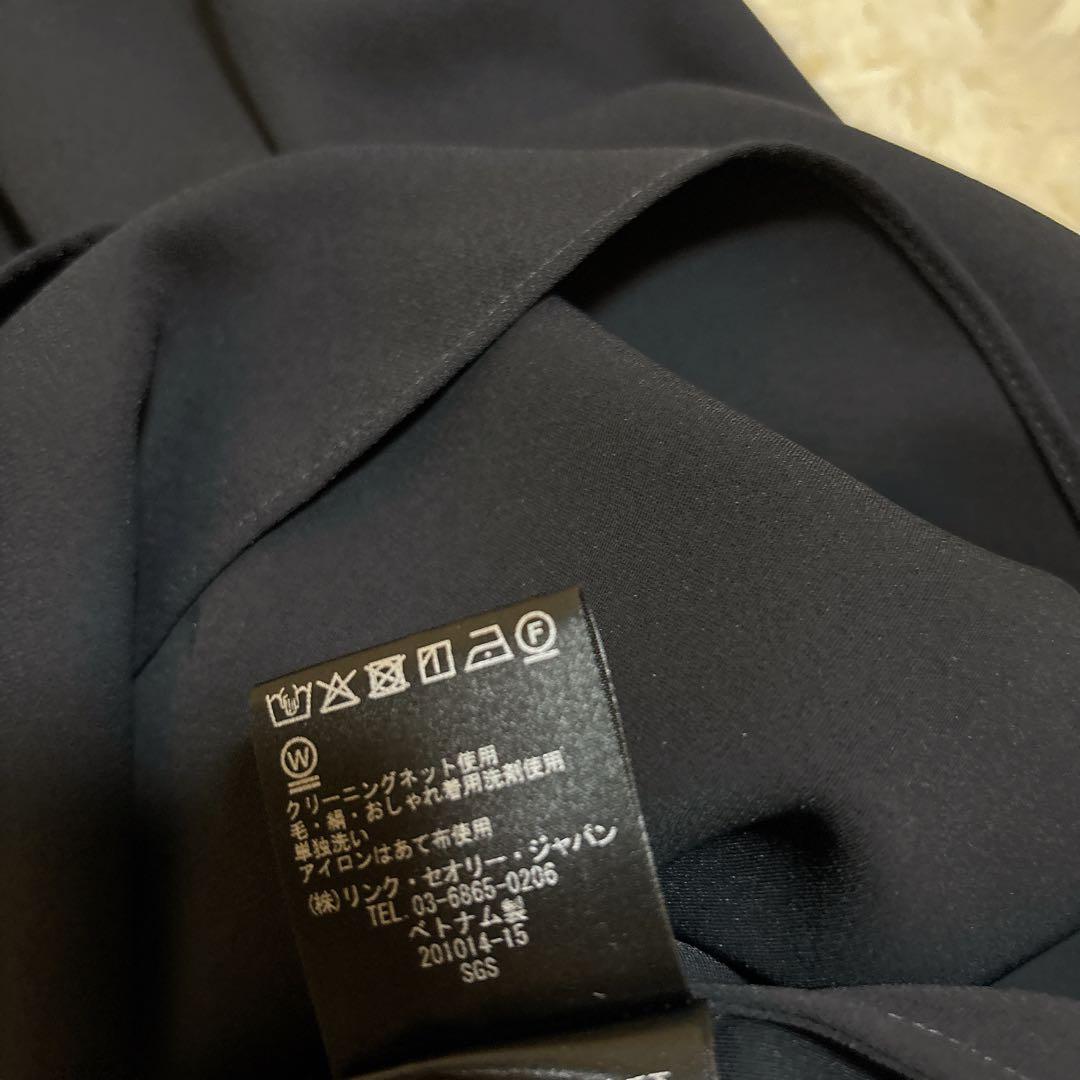 F
W
クリーニングネット使用
毛・絹・おしゃれ着用洗剤使用
単独洗い
アイロンはあて布使用
(株)リンク・セオリー・ジャパン
TEL. 03-6865-0206
ベトナム製
201014-15
SGS